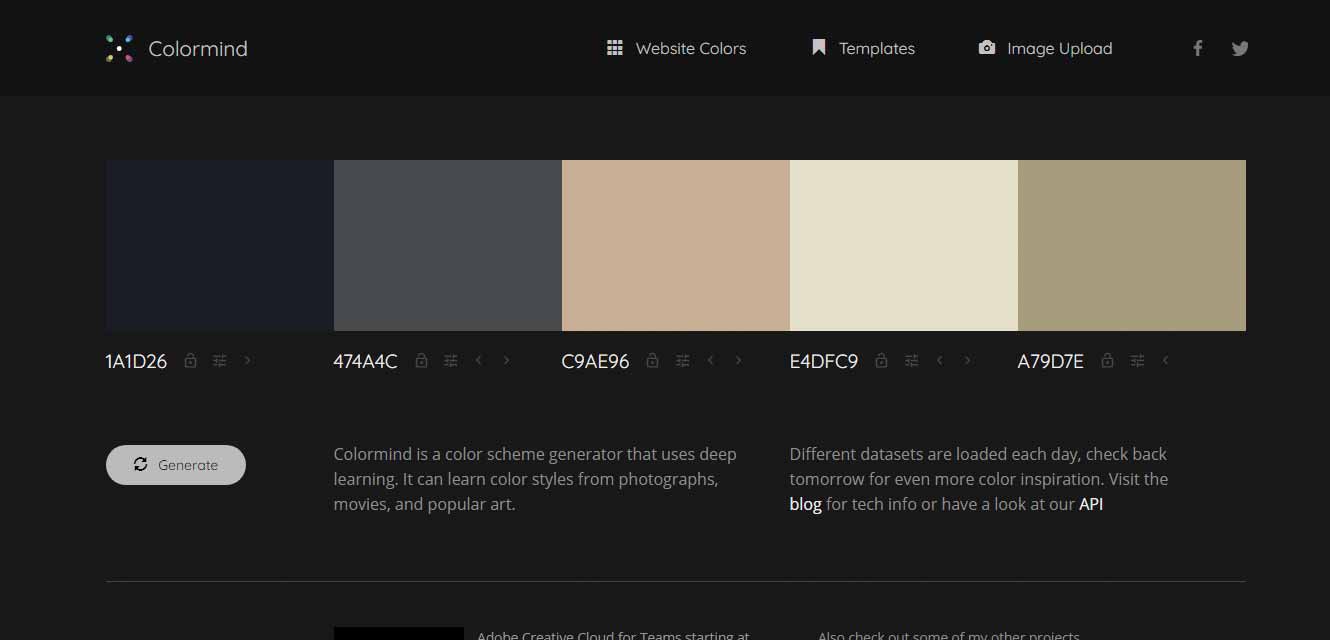 Colormind
Website Colors
Templates
Image Upload
1A1D26
474A4C
C9AE96
E4DFC9
A79D7E
Generate
Colormind is a color scheme generator that uses deep
learning. It can learn color styles from photographs,
movies, and popular art.
Different datasets are loaded each day, check back
tomorrow for even more color inspiration. Visit the
blog for tech info or have a look at our API
Adobe Creative Cloud for Teams starting at
Also check out some of my other projects